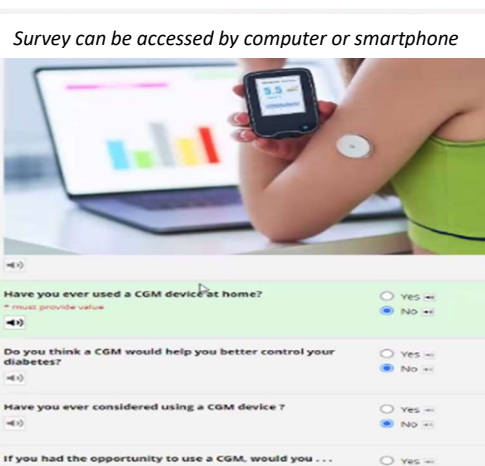 Survey can be accessed by computer or smartphone
5.5
Have you ever used a CGM device at home?
Yes
* must provide value
No
Do you think a CGM would help you better control your
diabetes?
Yes
No
Have you ever considered using a CGM device ?
Yes
No
If you had the opportunity to use a CGM, would you . . .
Yes